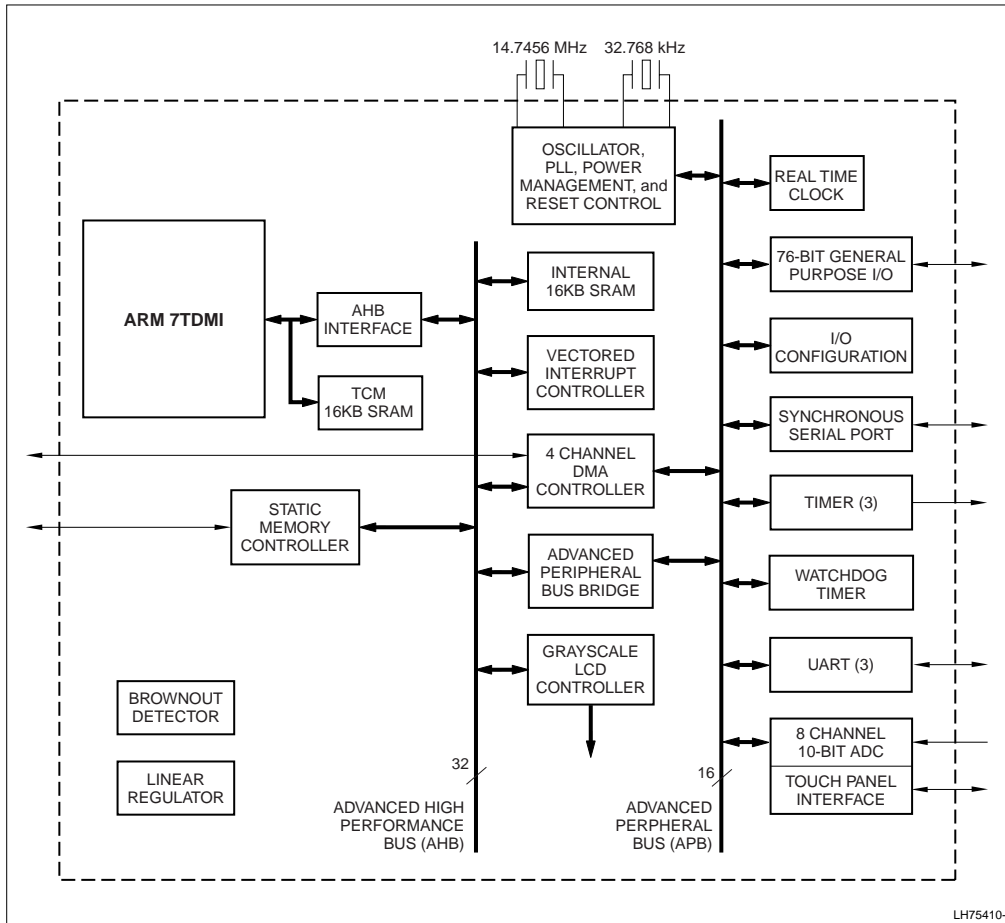 14.7456 MHz
32.768 kHz
OSCILLATOR,
PLL, POWER
MANAGEMENT, and
RESET CONTROL
REAL TIME
CLOCK
ARM 7TDMI
AHB
INTERFACE
TCM
16KB SRAM
INTERNAL
16KB SRAM
VECTORED
INTERRUPT
CONTROLLER
4 CHANNEL
DMA
CONTROLLER
STATIC
MEMORY
CONTROLLER
ADVANCED
PERIPHERAL
BUS BRIDGE
GRAYSCALE
LCD
CONTROLLER
76-BIT GENERAL
PURPOSE I/O
I/O
CONFIGURATION
SYNCHRONOUS
SERIAL PORT
TIMER (3)
WATCHDOG
TIMER
UART (3)
8 CHANNEL
10-BIT ADC
TOUCH PANEL
INTERFACE
BROWNOUT
DETECTOR
LINEAR
REGULATOR
32
ADVANCED HIGH
PERFORMANCE
BUS (AHB)
16
ADVANCED
PERPHERAL
BUS (APB)
LH75410-